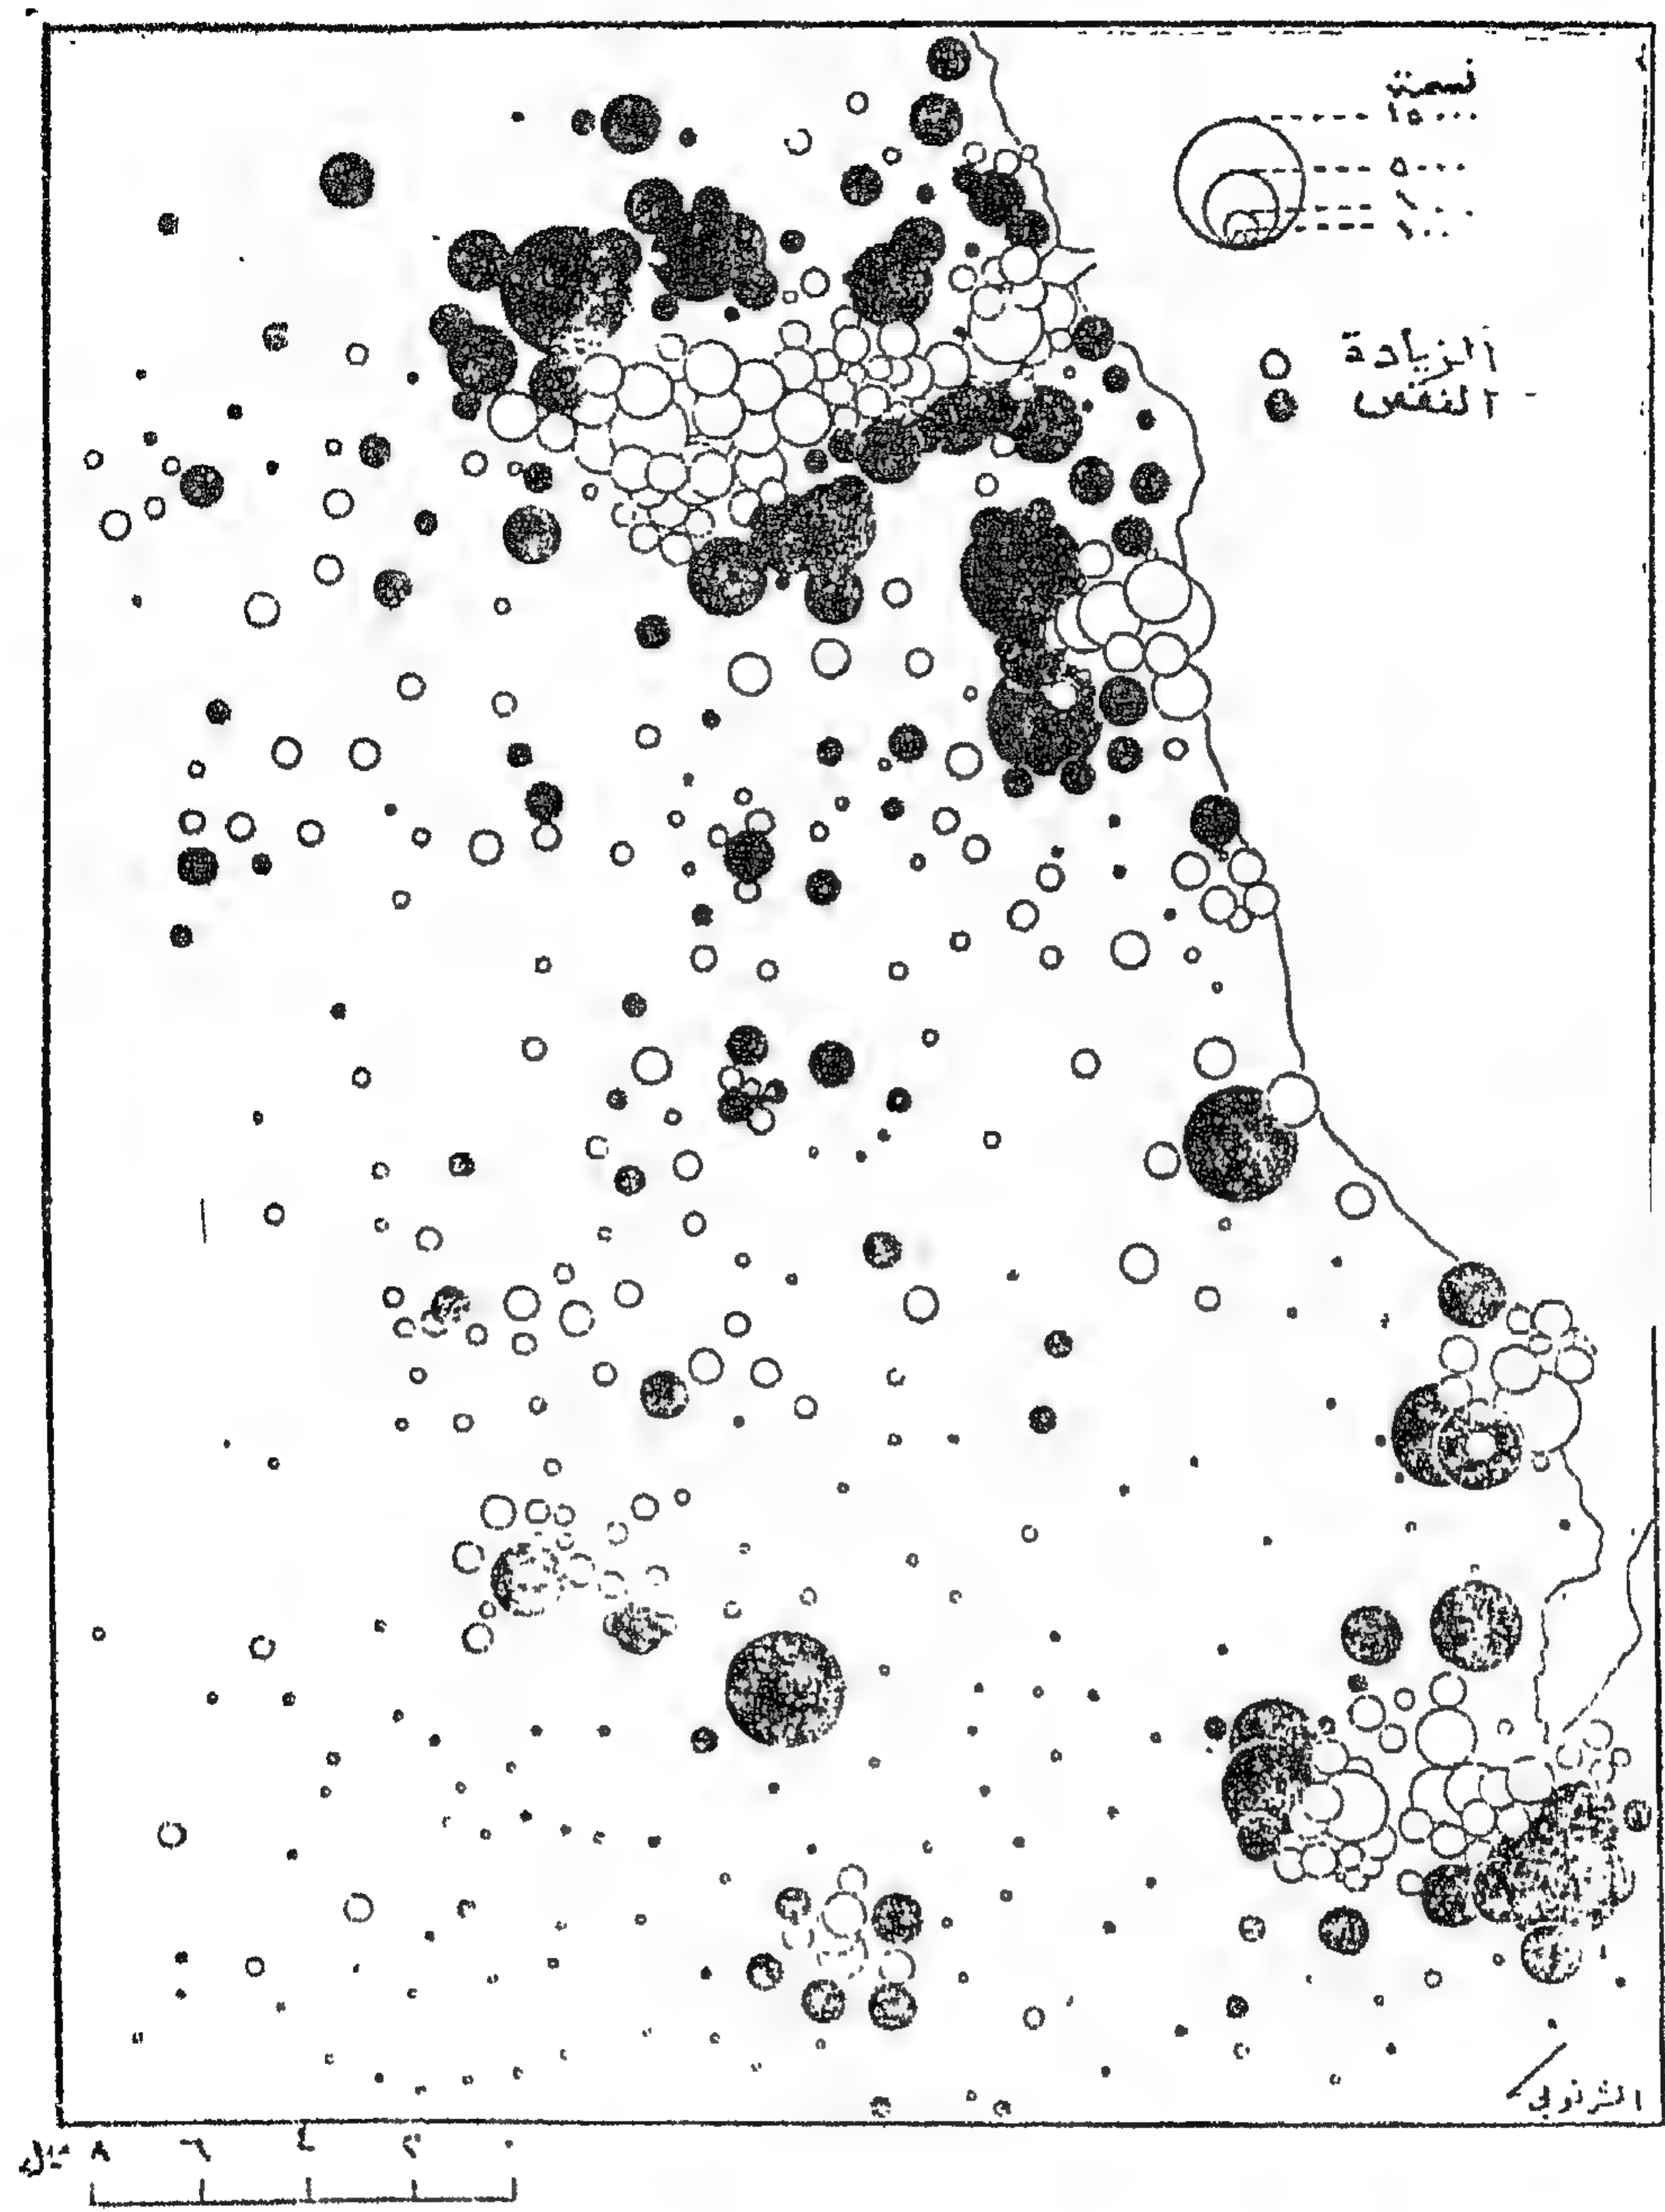 نسمة
١٥٠٠٠
٥٠٠٠
١٠٠٠
١٠٠
الزيادة
النقص
الشرنوبي
ميل ٨ ٦ ٤ ٢ ٠